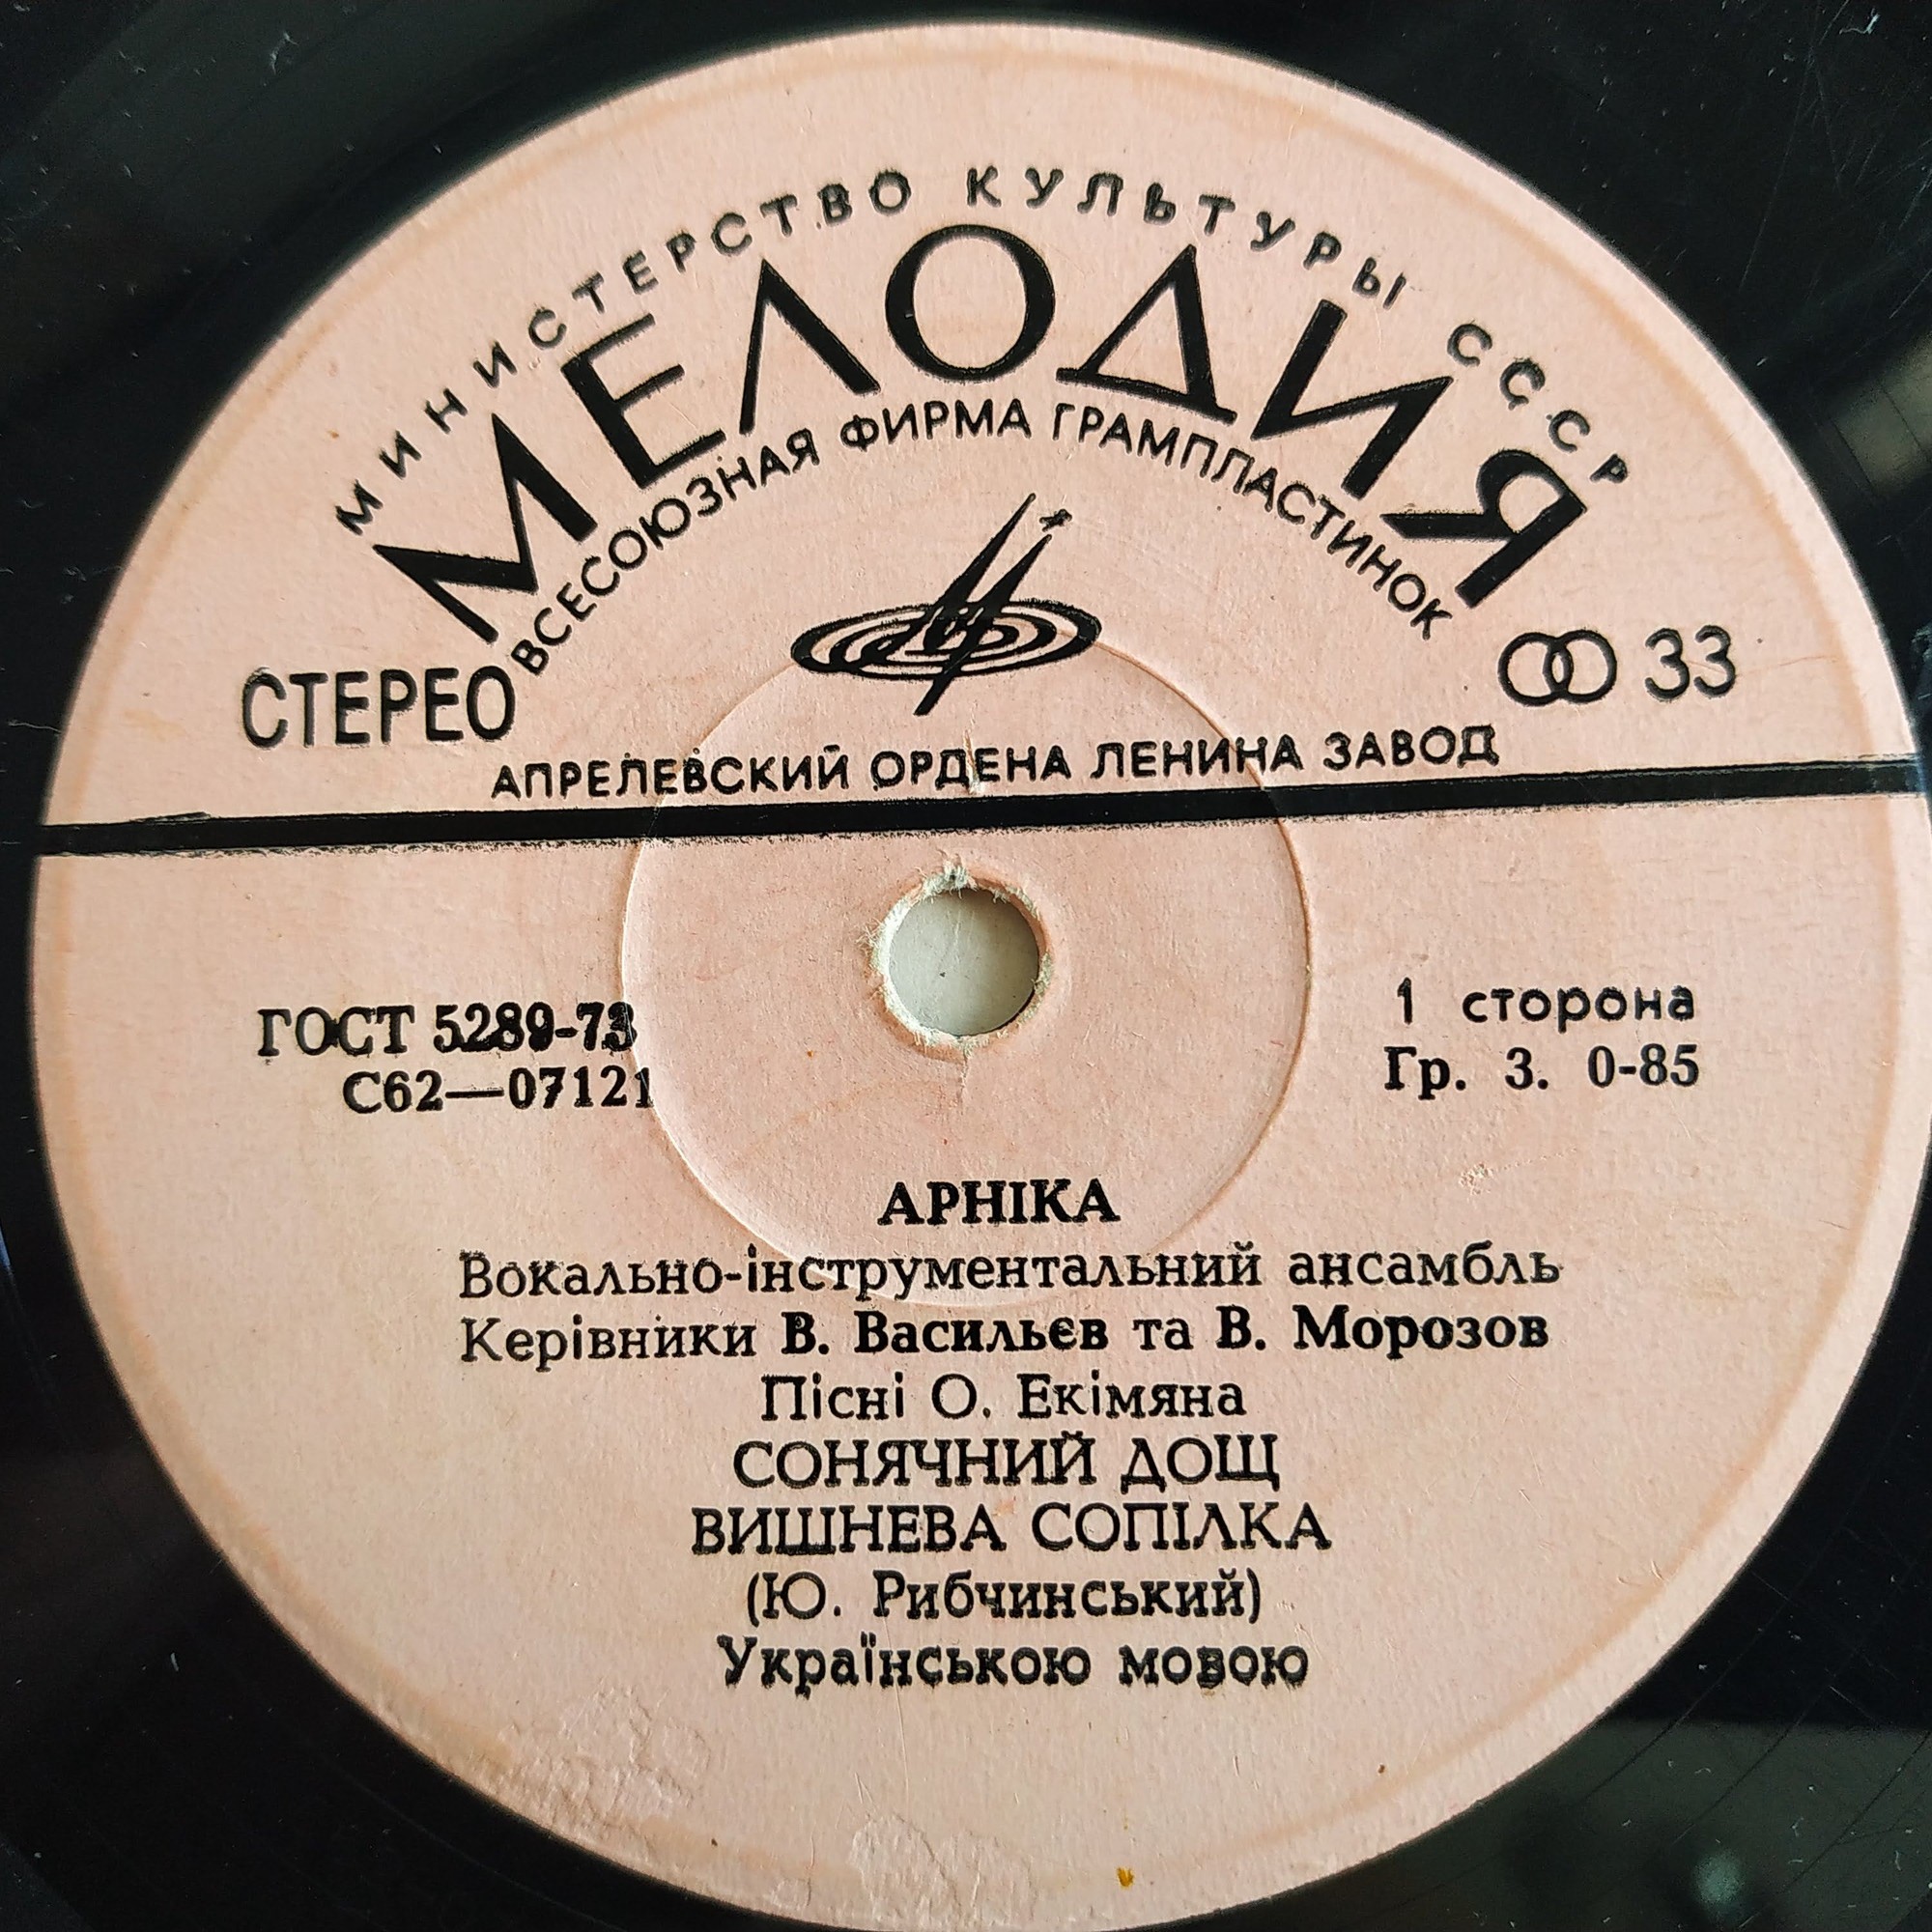 МИНИСТЕРСТВО КУЛЬТУРЫ СССР
МЕЛОДИЯ
ВСЕСОЮЗНАЯ ФИРМА ГРАМПЛАСТИНОК
СТЕРЕО
33
АПРЕЛЕВСКИЙ ОРДЕНА ЛЕНИНА ЗАВОД
ГОСТ 5289-73
С62—07121
1 сторона
Гр. 3. 0-85
АРНІКА
Вокально-інструментальний ансамбль
Керівники В. Васильєв та В. Морозов
Пісні О. Екімяна
СОНЯЧНИЙ ДОЩ
ВИШНЕВА СОПІЛКА
(Ю. Рибчинський)
Українською мовою